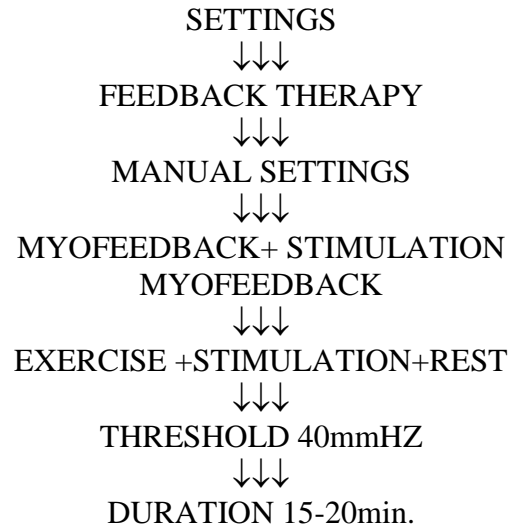 SETTINGS
↓↓↓
FEEDBACK THERAPY
↓↓↓
MANUAL SETTINGS
↓↓↓
MYOFEEDBACK+ STIMULATION
MYOFEEDBACK
↓↓↓
EXERCISE +STIMULATION+REST
↓↓↓
THRESHOLD 40mmHZ
↓↓↓
DURATION 15-20min.